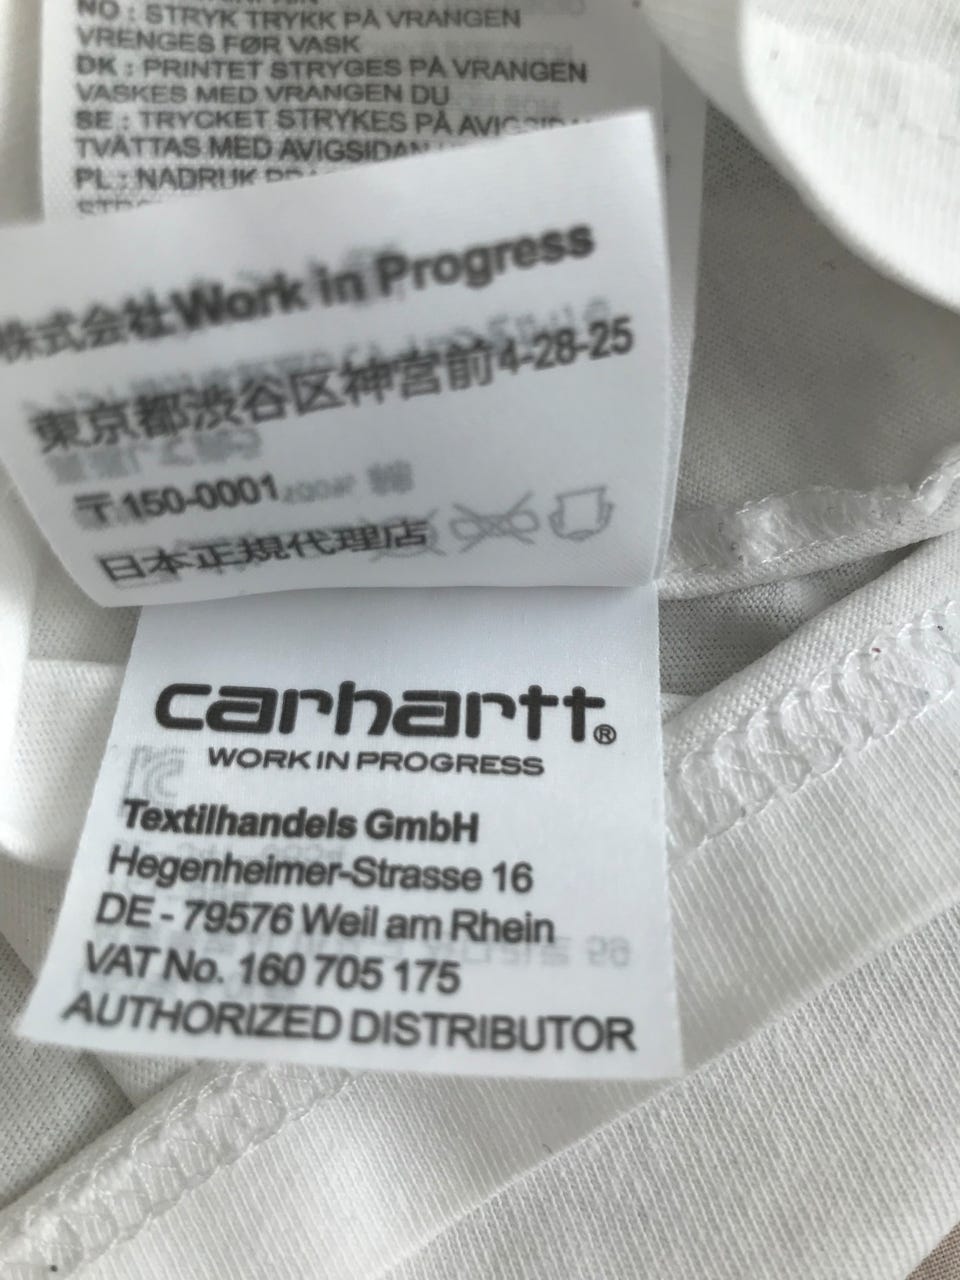 NO : STRYK TRYKK PÅ VRANGEN
VRENGES FØR VASK
DK : PRINTET STRYGES PÅ VRANGEN
VASKES MED VRANGEN UD
SE : TRYCKET STRYKES PÅ AVIGSIDAN
TVÄTTAS MED AVIGSIDAN
PL : NADRUK
株式会社Work in Progress
東京都渋谷区神宮前4-28-25
〒150-0001
日本正規代理店
carhartt®
WORK IN PROGRESS
Textilhandels GmbH
Hegenheimer-Strasse 16
DE - 79576 Weil am Rhein
VAT No. 160 705 175
AUTHORIZED DISTRIBUTOR